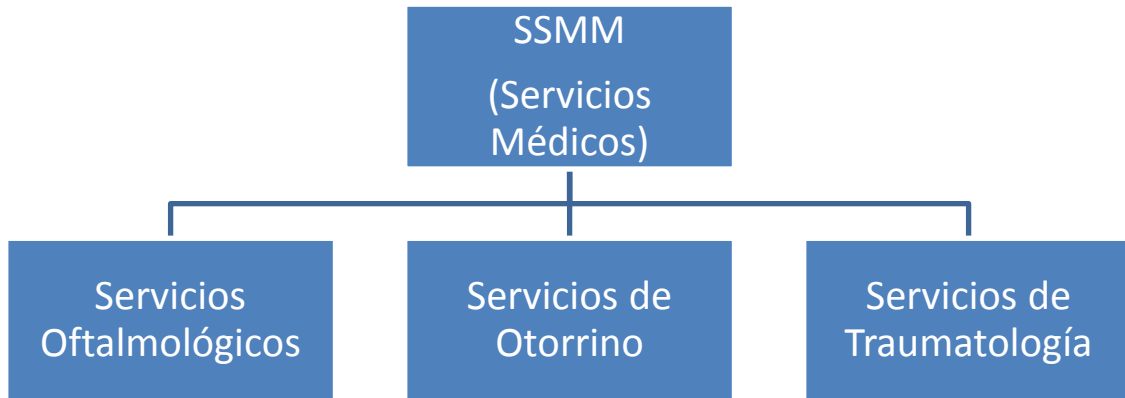 SSMM
(Servicios
Médicos)
Servicios
Oftalmológicos
Servicios de
Otorrino
Servicios de
Traumatología